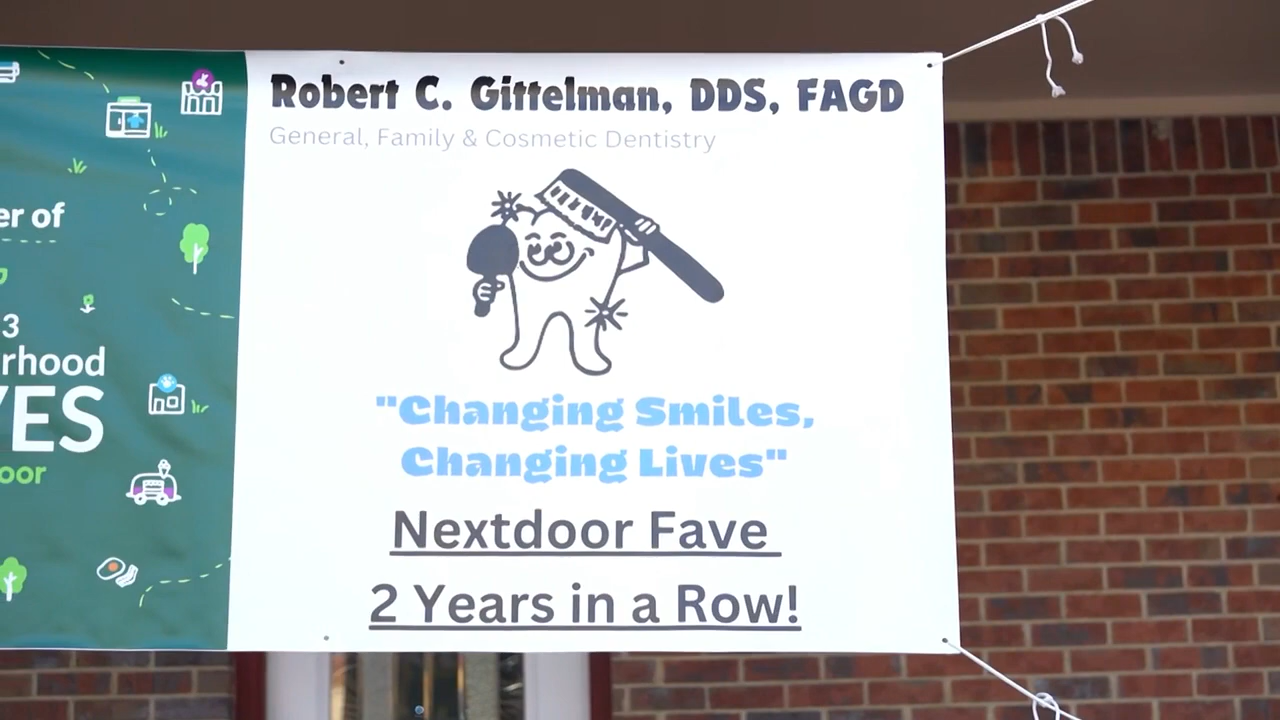 er of
3
rhood
YES
oor
Robert C. Gittelman, DDS, FAGD
General, Family & Cosmetic Dentistry
"Changing Smiles,
Changing Lives"
Nextdoor Fave
2 Years in a Row!